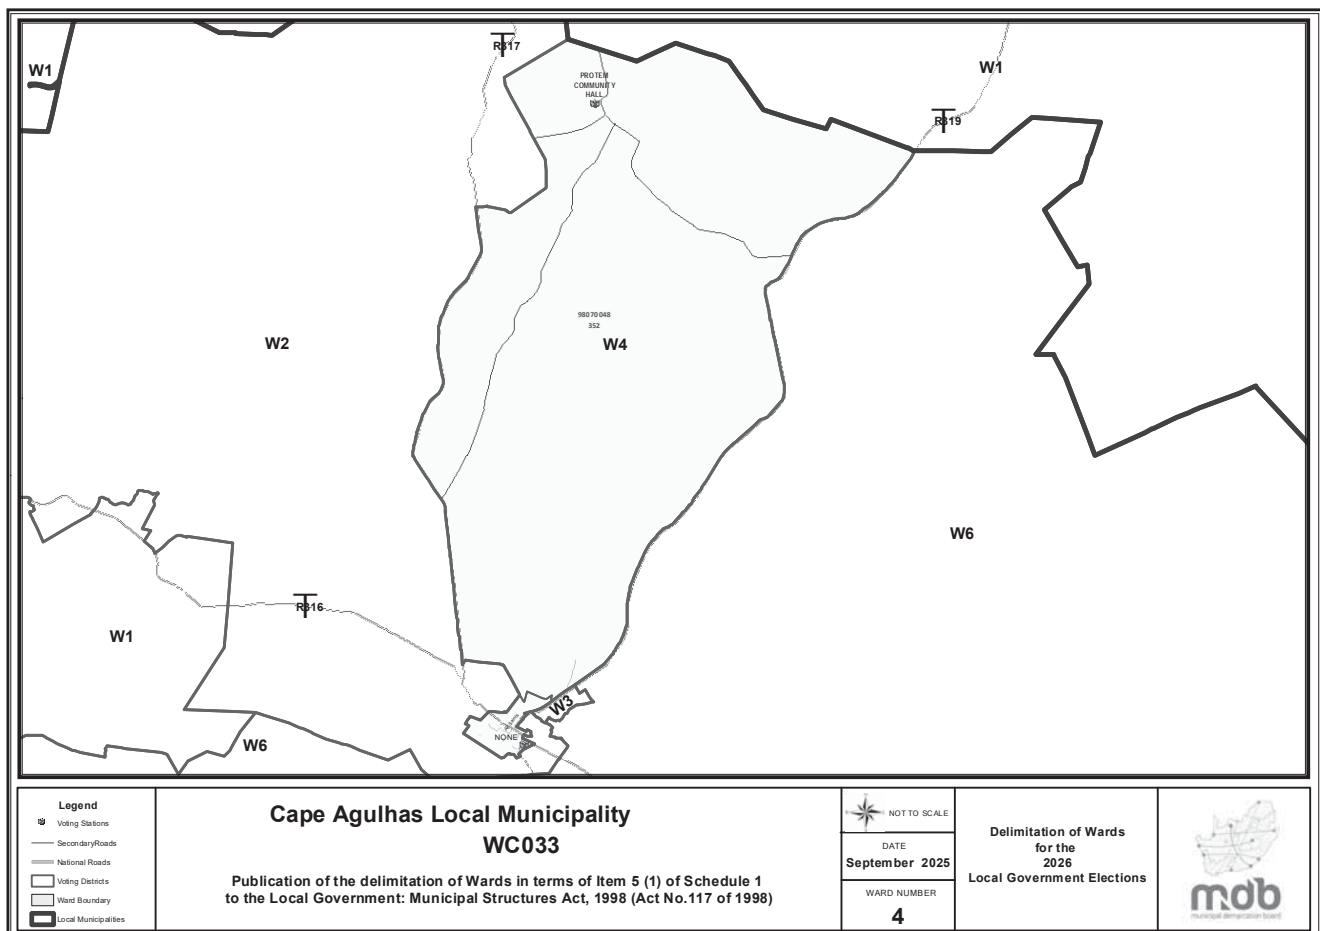 R317
W1
W1
PROTEM
COMMUNITY
HALL
R319
98070048
352
W2
W4
W6
R316
W1
W3
NONE
W6
Legend
Voting Stations
SecondaryRoads
National Roads
Voting Districts
Ward Boundary
Local Municipalities
Cape Agulhas Local Municipality
WC033
Publication of the delimitation of Wards in terms of Item 5 (1) of Schedule 1
to the Local Government: Municipal Structures Act, 1998 (Act No.117 of 1998)
NOT TO SCALE
DATE
September 2025
WARD NUMBER
4
Delimitation of Wards
for the
2026
Local Government Elections
mdb
municipal demarcation board